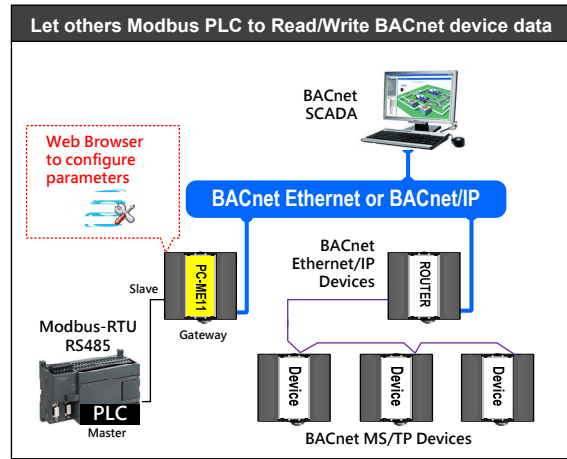 Let others Modbus PLC to Read/Write BACnet device data
BACnet
SCADA
Web Browser
to configure
parameters
BACnet Ethernet or BACnet/IP
BACnet
Ethernet/IP
Devices
PC-ME11
ROUTER
Slave
Gateway
Modbus-RTU
RS485
PLC
Master
Device
Device
Device
BACnet MS/TP Devices